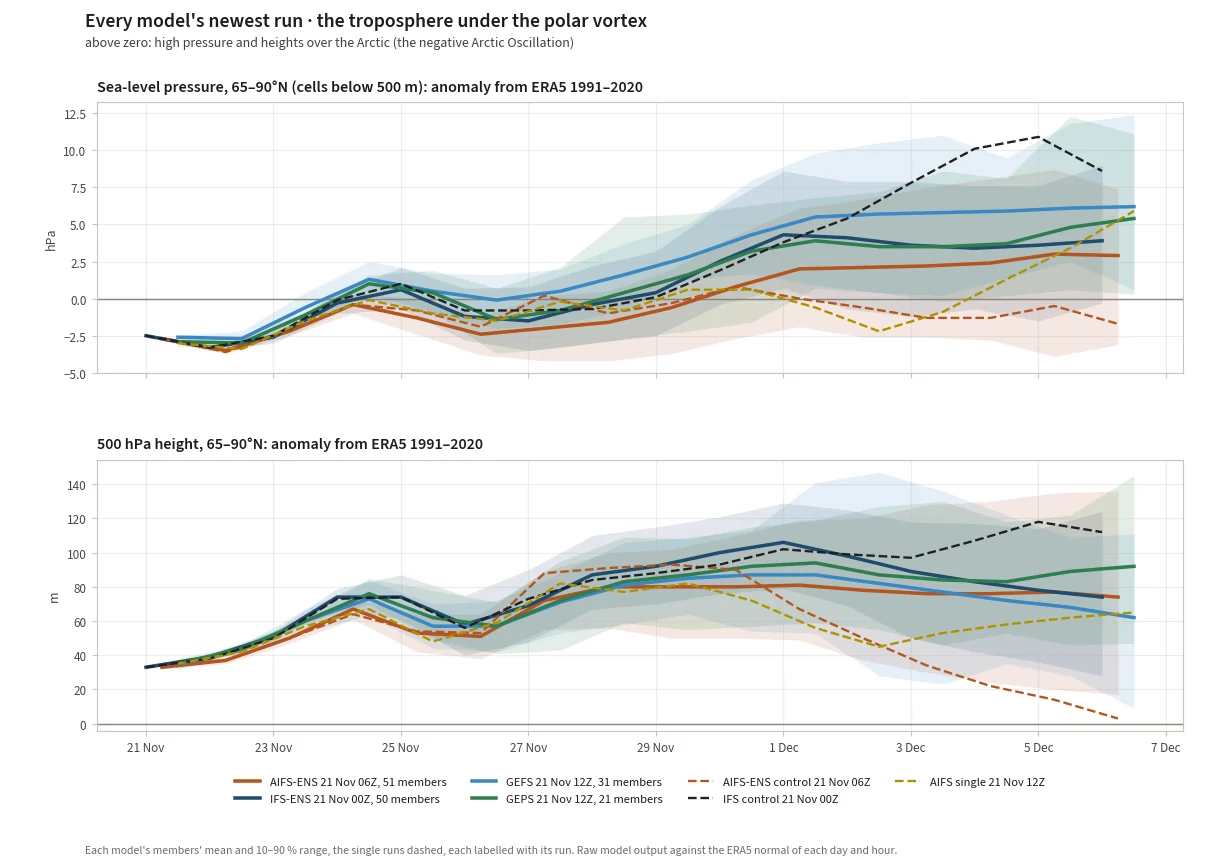 Every model's newest run · the troposphere under the polar vortex
above zero: high pressure and heights over the Arctic (the negative Arctic Oscillation)
Sea-level pressure, 65–90°N (cells below 500 m): anomaly from ERA5 1991–2020
12.5
10.0
7.5
5.0
2.5
0.0
−2.5
−5.0
hPa
500 hPa height, 65–90°N: anomaly from ERA5 1991–2020
140
120
100
80
60
40
20
0
m
21 Nov 23 Nov 25 Nov 27 Nov 29 Nov 1 Dec 3 Dec 5 Dec 7 Dec
AIFS-ENS 21 Nov 06Z, 51 members GEFS 21 Nov 12Z, 31 members AIFS-ENS control 21 Nov 06Z AIFS single 21 Nov 12Z
IFS-ENS 21 Nov 00Z, 50 members GEPS 21 Nov 12Z, 21 members IFS control 21 Nov 00Z
Each model's members' mean and 10–90 % range, the single runs dashed, each labelled with its run. Raw model output against the ERA5 normal of each day and hour.